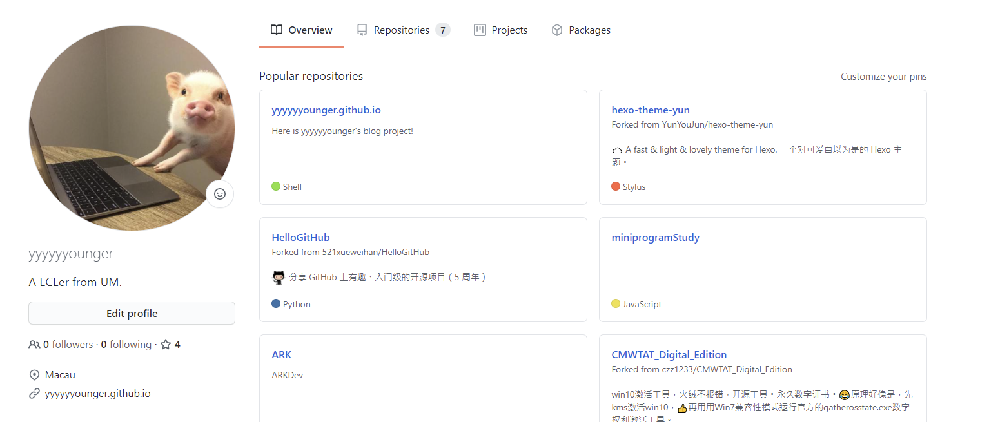 Overview
Repositories 7
Projects
Packages
Popular repositories
Customize your pins
yyyyyyounger.github.io
Here is yyyyyyounger's blog project!
Shell
hexo-theme-yun
Forked from YunYouJun/hexo-theme-yun
A fast & light & lovely theme for Hexo. 一个对可爱自以为是的 Hexo 主
题。
Stylus
HelloGitHub
Forked from 521xueweihan/HelloGitHub
分享 GitHub 上有趣、入门级的开源项目（5 周年）
Python
miniprogramStudy
JavaScript
ARK
ARKDev
CMWTAT_Digital_Edition
Forked from czz1233/CMWTAT_Digital_Edition
win10激活工具，火绒不报错，开源工具。永久数字证书。😄原理好像是，先
kms激活win10，👍再用用Win7兼容性模式运行官方的gatherosstate.exe数字
权利激活工具。
yyyyyyounger
A ECEer from UM.
Edit profile
0 followers · 0 following · 4
Macau
yyyyyyounger.github.io